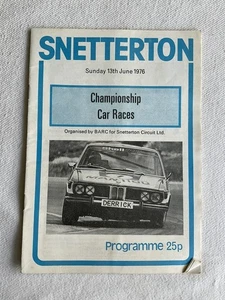 SNETTERTON
Sunday 13th June 1976
Championship
Car Races
Organised by BARC for Snetterton Circuit Ltd.
DERRICK
Programme 25p